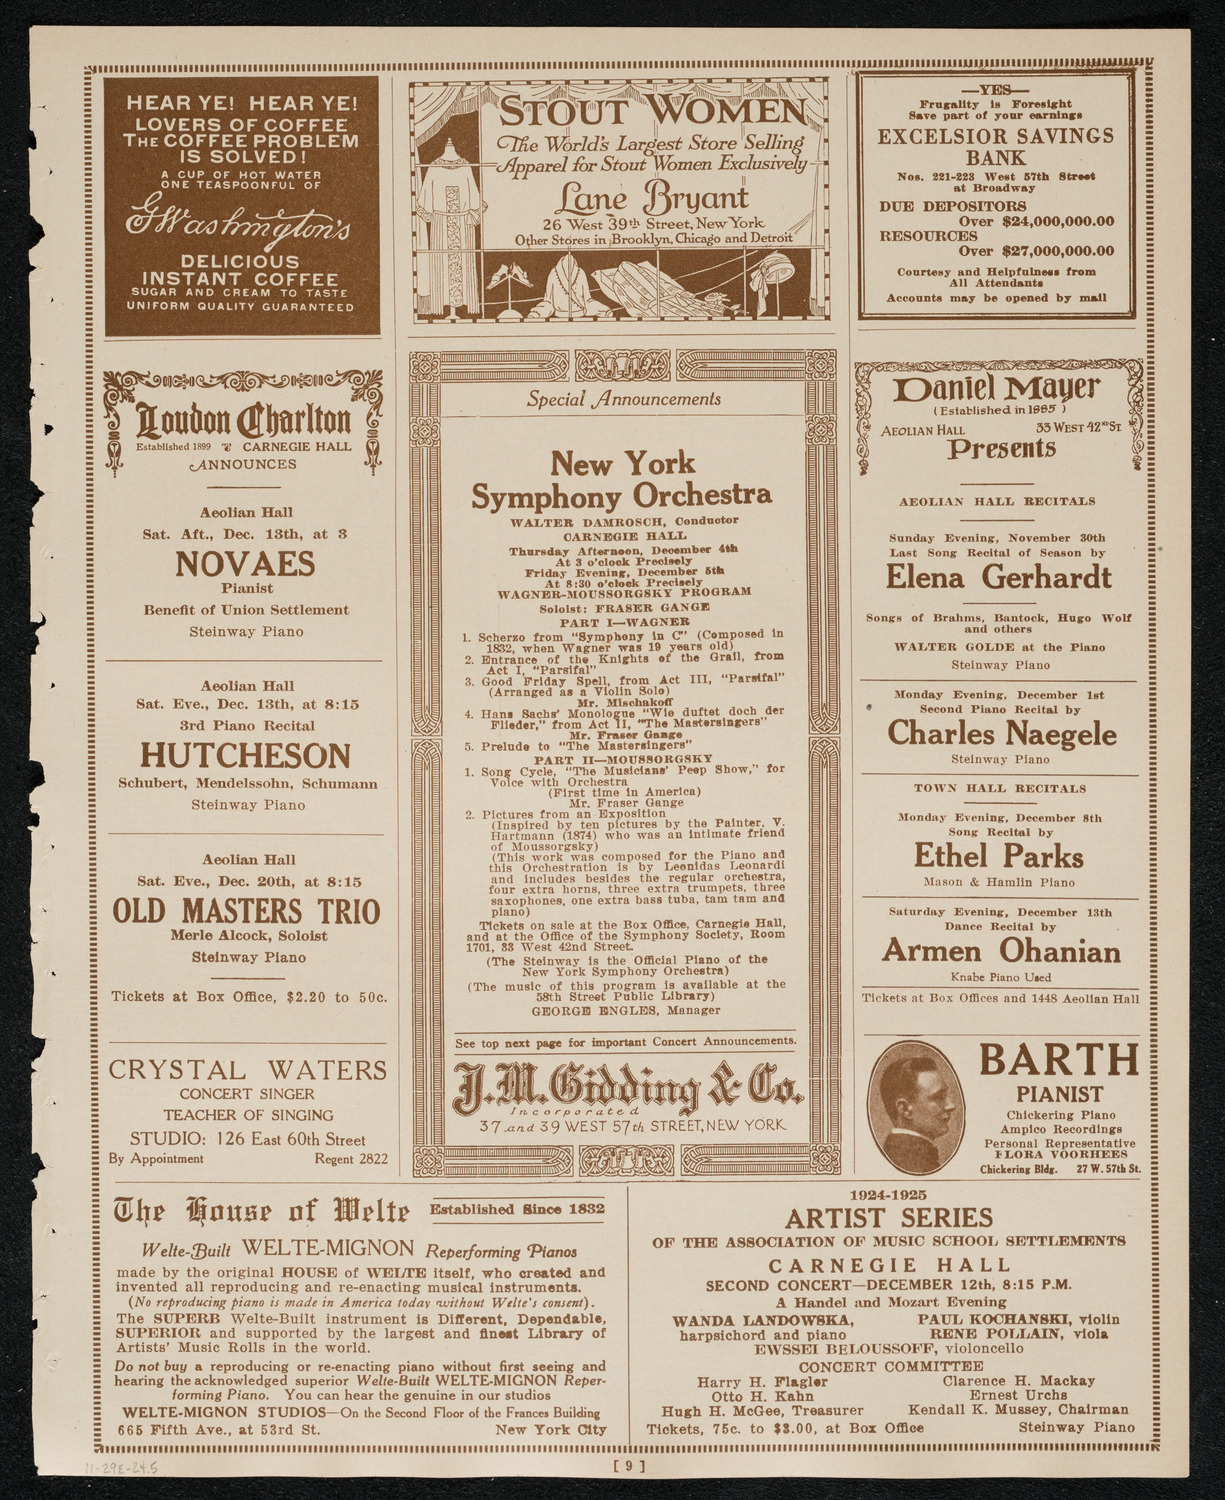 HEAR YE! HEAR YE!
LOVERS OF COFFEE
THE COFFEE PROBLEM
IS SOLVED!
A CUP OF HOT WATER
ONE TEASPOONFUL OF
G Washington's
DELICIOUS
INSTANT COFFEE
SUGAR AND CREAM TO TASTE
UNIFORM QUALITY GUARANTEED
STOUT WOMEN
The World's Largest Store Selling
Apparel for Stout Women Exclusively
Lane Bryant
26 West 39th Street, New York
Other Stores in Brooklyn, Chicago and Detroit
—YES—
Frugality is Foresight
Save part of your earnings
EXCELSIOR SAVINGS
BANK
Nos. 221-223 West 57th Street
at Broadway
DUE DEPOSITORS
Over $24,000,000.00
RESOURCES
Over $27,000,000.00
Courtesy and Helpfulness from
All Attendants
Accounts may be opened by mail
Loudon Charlton
Established 1899 CARNEGIE HALL
ANNOUNCES
Aeolian Hall
Sat. Aft., Dec. 13th, at 3
NOVAES
Pianist
Benefit of Union Settlement
Steinway Piano
Aeolian Hall
Sat. Eve., Dec. 13th, at 8:15
3rd Piano Recital
HUTCHESON
Schubert, Mendelssohn, Schumann
Steinway Piano
Aeolian Hall
Sat. Eve., Dec. 20th, at 8:15
OLD MASTERS TRIO
Merle Alcock, Soloist
Steinway Piano
Tickets at Box Office, $2.20 to 50c.
CRYSTAL WATERS
CONCERT SINGER
TEACHER OF SINGING
STUDIO: 126 East 60th Street
By Appointment Regent 2822
Special Announcements
New York
Symphony Orchestra
WALTER DAMROSCH, Conductor
CARNEGIE HALL
Thursday Afternoon, December 4th
At 3 o'clock Precisely
Friday Evening, December 5th
At 8:30 o'clock Precisely
WAGNER-MOUSSORGSKY PROGRAM
Soloist: FRASER GANGE
PART I—WAGNER
1. Scherzo from "Symphony in C" (Composed in
1832, when Wagner was 19 years old)
2. Entrance of the Knights of the Grail, from
Act I, "Parsifal"
3. Good Friday Spell, from Act III, "Parsifal"
(Arranged as a Violin Solo)
Mr. Mischakoff
4. Hans Sachs' Monologue "Wie duftet doch der
Flieder," from Act II, "The Mastersingers"
Mr. Fraser Gange
5. Prelude to "The Mastersingers"
PART II—MOUSSORGSKY
1. Song Cycle, "The Musicians' Peep Show," for
Voice with Orchestra
(First time in America)
Mr. Fraser Gange
2. Pictures from an Exposition
(Inspired by ten pictures by the Painter, V.
Hartmann (1874) who was an intimate friend
of Moussorgsky)
(This work was composed for the Piano and
this Orchestration is by Leonidas Leonardi
and includes besides the regular orchestra,
four extra horns, three extra trumpets, three
saxophones, one extra bass tuba, tam tam and
piano)
Tickets on sale at the Box Office, Carnegie Hall,
and at the Office of the Symphony Society, Room
1701, 33 West 42nd Street.
(The Steinway is the Official Piano of the
New York Symphony Orchestra)
(The music of this program is available at the
58th Street Public Library)
GEORGE ENGLES, Manager
See top next page for important Concert Announcements.
J.M. Gidding & Co.
Incorporated
37 and 39 WEST 57th STREET, NEW YORK
Daniel Mayer
(Established in 1885)
AEOLIAN HALL 33 WEST 42ND ST
Presents
AEOLIAN HALL RECITALS
Sunday Evening, November 30th
Last Song Recital of Season by
Elena Gerhardt
Songs of Brahms, Bantock, Hugo Wolf
and others
WALTER GOLDE at the Piano
Steinway Piano
Monday Evening, December 1st
Second Piano Recital by
Charles Naegele
Steinway Piano
TOWN HALL RECITALS
Monday Evening, December 8th
Song Recital by
Ethel Parks
Mason & Hamlin Piano
Saturday Evening, December 13th
Dance Recital by
Armen Ohanian
Knabe Piano Used
Tickets at Box Offices and 1448 Aeolian Hall
BARTH
PIANIST
Chickering Piano
Ampico Recordings
Personal Representative
FLORA VOORHEES
Chickering Bldg. 27 W. 57th St.
The House of Welte Established Since 1832
Welte-Built WELTE-MIGNON Reperforming Pianos
made by the original HOUSE of WELTE itself, who created and
invented all reproducing and re-enacting musical instruments.
(No reproducing piano is made in America today without Welte's consent).
The SUPERB Welte-Built instrument is Different, Dependable,
SUPERIOR and supported by the largest and finest Library of
Artists' Music Rolls in the world.
Do not buy a reproducing or re-enacting piano without first seeing and
hearing the acknowledged superior Welte-Built WELTE-MIGNON Reper-
forming Piano. You can hear the genuine in our studios
WELTE-MIGNON STUDIOS—On the Second Floor of the Frances Building
665 Fifth Ave., at 53rd St. New York City
1924-1925
ARTIST SERIES
OF THE ASSOCIATION OF MUSIC SCHOOL SETTLEMENTS
CARNEGIE HALL
SECOND CONCERT—DECEMBER 12th, 8:15 P.M.
A Handel and Mozart Evening
WANDA LANDOWSKA, PAUL KOCHANSKI, violin
harpsichord and piano RENE POLLAIN, viola
EWSSEI BELOUSSOFF, violoncello
CONCERT COMMITTEE
Harry H. Flagler Clarence H. Mackay
Otto H. Kahn Ernest Urchs
Hugh H. McGee, Treasurer Kendall K. Mussey, Chairman
Tickets, 75c. to $3.00, at Box Office Steinway Piano
[ 9 ]
11-29E-24.5